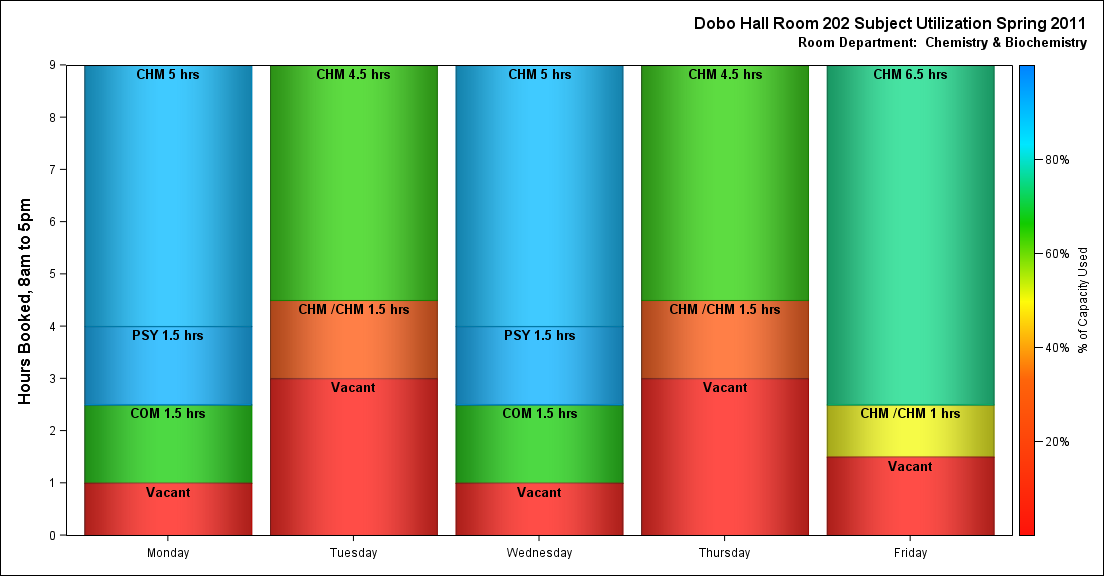 Dobo Hall Room 202 Subject Utilization Spring 2011
Room Department: Chemistry & Biochemistry
Hours Booked, 8am to 5pm
9
8
7
6
5
4
3
2
1
0
CHM 5 hrs
PSY 1.5 hrs
COM 1.5 hrs
Vacant
Monday
CHM 4.5 hrs
CHM /CHM 1.5 hrs
Vacant
Tuesday
CHM 5 hrs
PSY 1.5 hrs
COM 1.5 hrs
Vacant
Wednesday
CHM 4.5 hrs
CHM /CHM 1.5 hrs
Vacant
Thursday
CHM 6.5 hrs
CHM /CHM 1 hrs
Vacant
Friday
80%
60%
40%
20%
% of Capacity Used